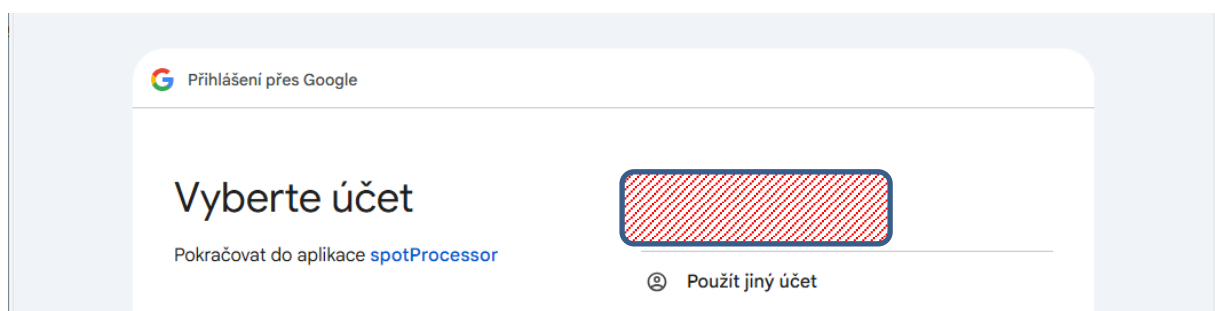 Přihlášení přes Google
Vyberte účet
Pokračovat do aplikace spotProcessor
Použít jiný účet